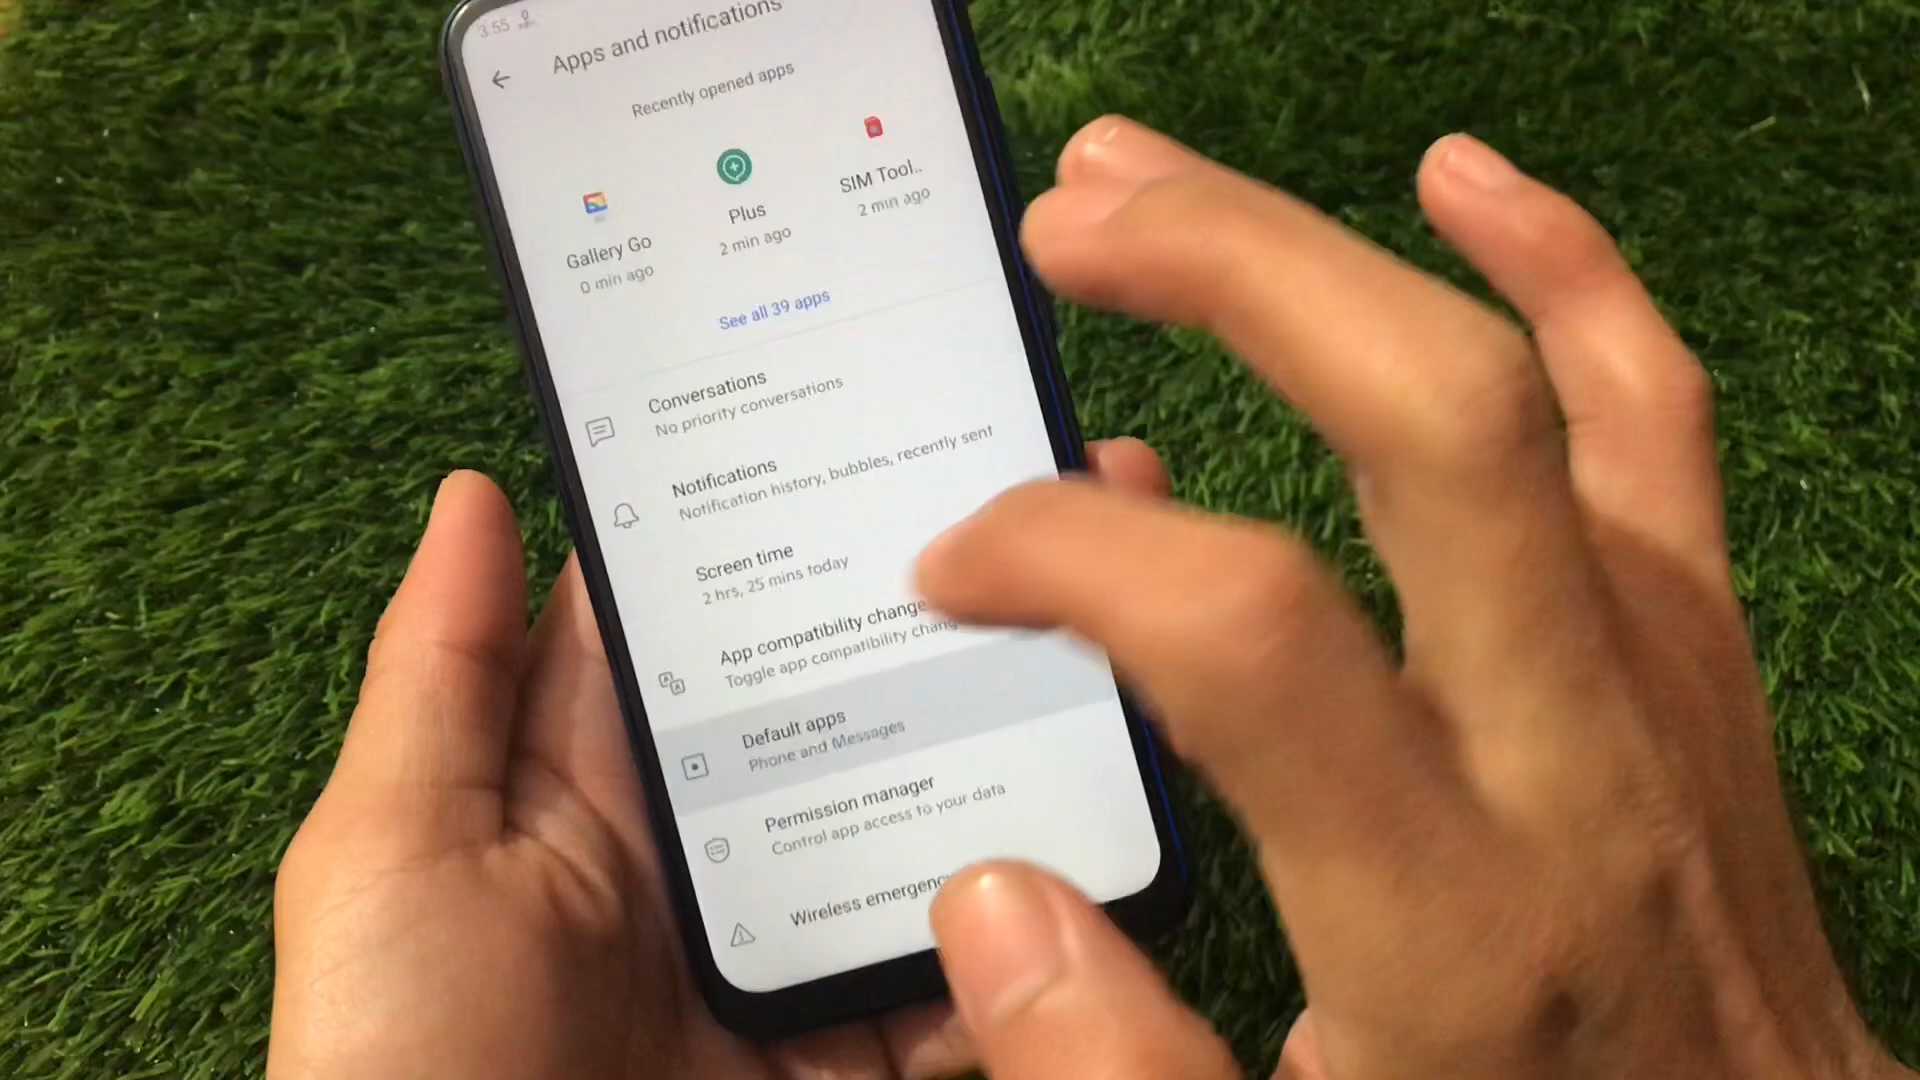 3:55 0
Apps and notifications
Recently opened apps
Gallery Go
0 min ago
Plus
2 min ago
SIM Tool..
2 min ago
See all 39 apps
Conversations
No priority conversations
Notifications
Notification history, bubbles, recently sent
Screen time
2 hrs, 25 mins today
App compatibility change
Toggle app compatibility chang
Default apps
Phone and Messages
Permission manager
Control app access to your data
Wireless emergency